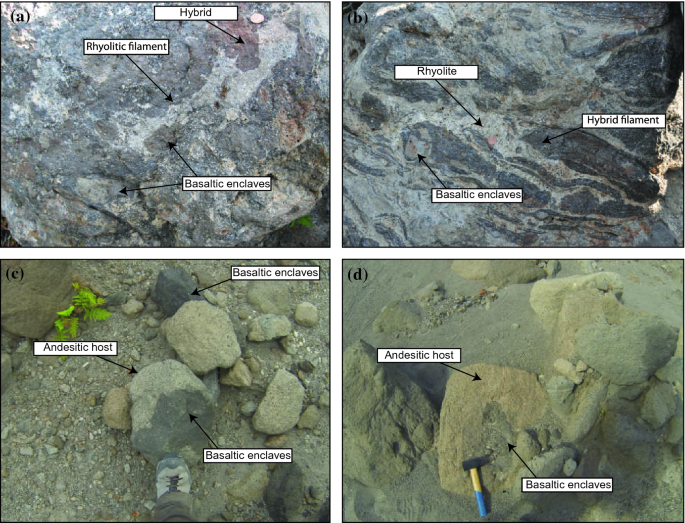 (a)
Hybrid
Rhyolitic filament
Basaltic enclaves
(b)
Rhyolite
Hybrid filament
Basaltic enclaves
(c)
Basaltic enclaves
Andesitic host
Basaltic enclaves
(d)
Andesitic host
Basaltic enclaves